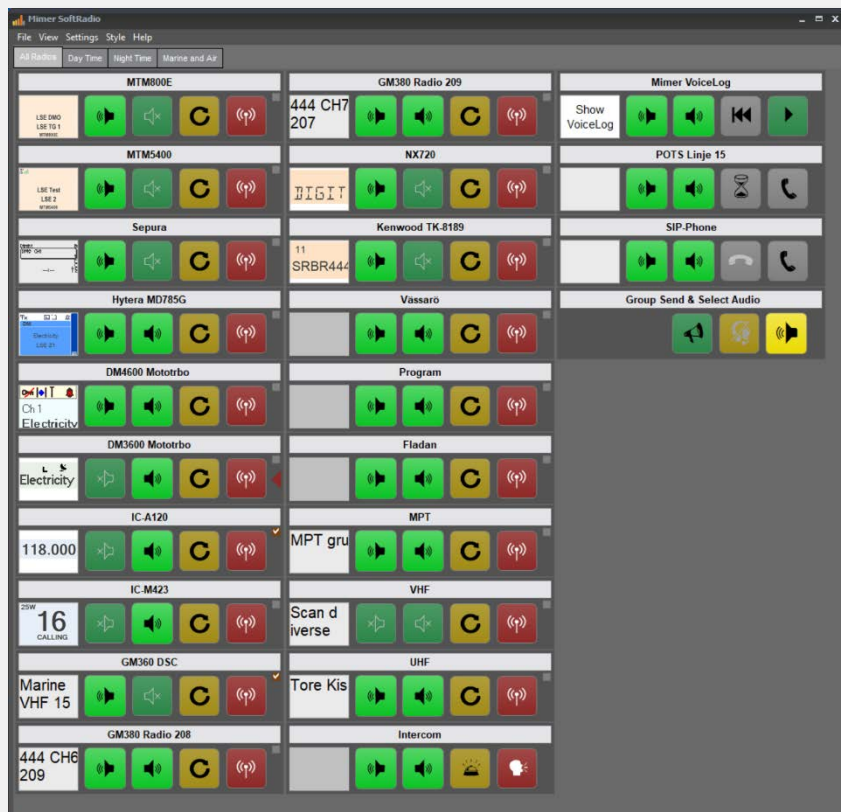 Mimer SoftRadio
File View Settings Style Help
All Radios Day Time Night Time Marine and Air
MTM800E
LSE DMO
LSE TG 1
MTM5400
LSE Test
LSE 2
Sepura
DMO CH1
Hytera MD785G
Electricity
LSE 21
DM4600 Mototrbo
Ch 1
Electricity
DM3600 Mototrbo
L S
Electricity
IC-A120
118.000
IC-M423
25W
16
CALLING
GM360 DSC
Marine
VHF 15
GM380 Radio 208
444 CH6
209
GM380 Radio 209
444 CH7
207
NX720
DIGIT
Kenwood TK-8189
11
SRBR444
Vässarö
Program
Fladan
MPT
MPT gru
VHF
Scan d
iverse
UHF
Tore Kis
Intercom
Mimer VoiceLog
Show
VoiceLog
POTS Linje 15
SIP-Phone
Group Send & Select Audio